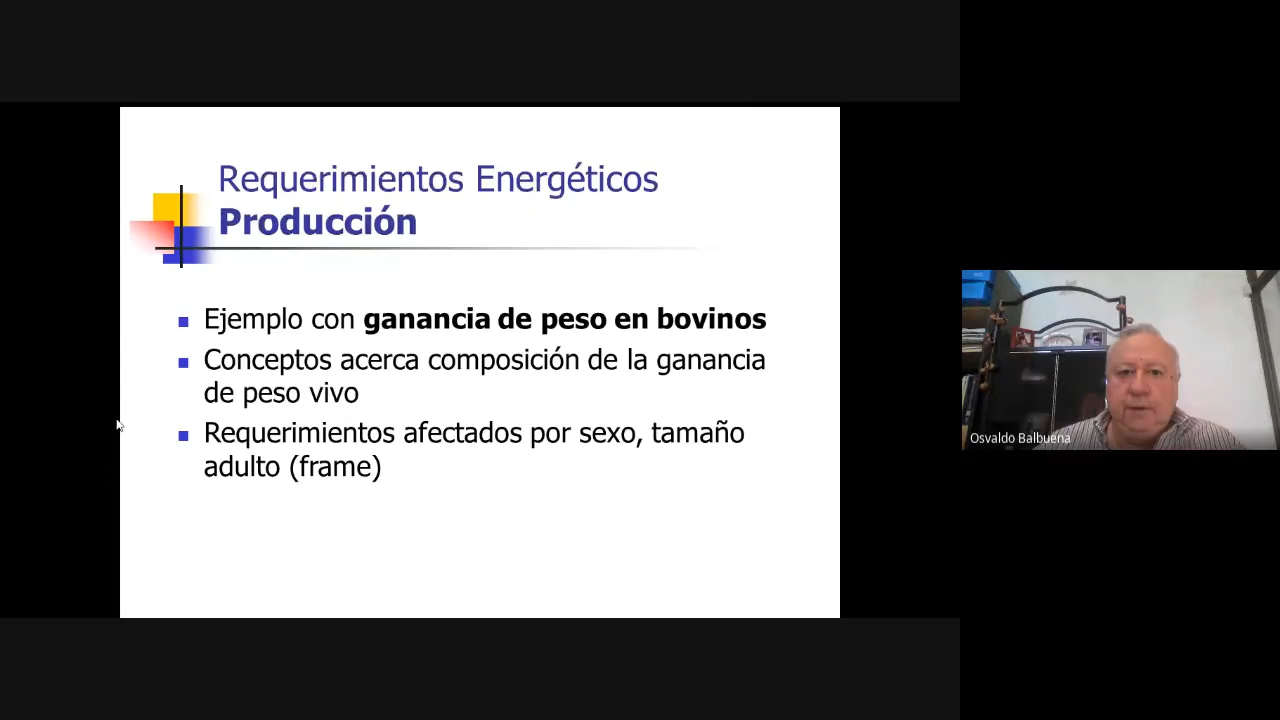 Requerimientos Energéticos
Producción
Ejemplo con ganancia de peso en bovinos
Conceptos acerca composición de la ganancia
de peso vivo
Requerimientos afectados por sexo, tamaño
adulto (frame)
Osvaldo Balbuena